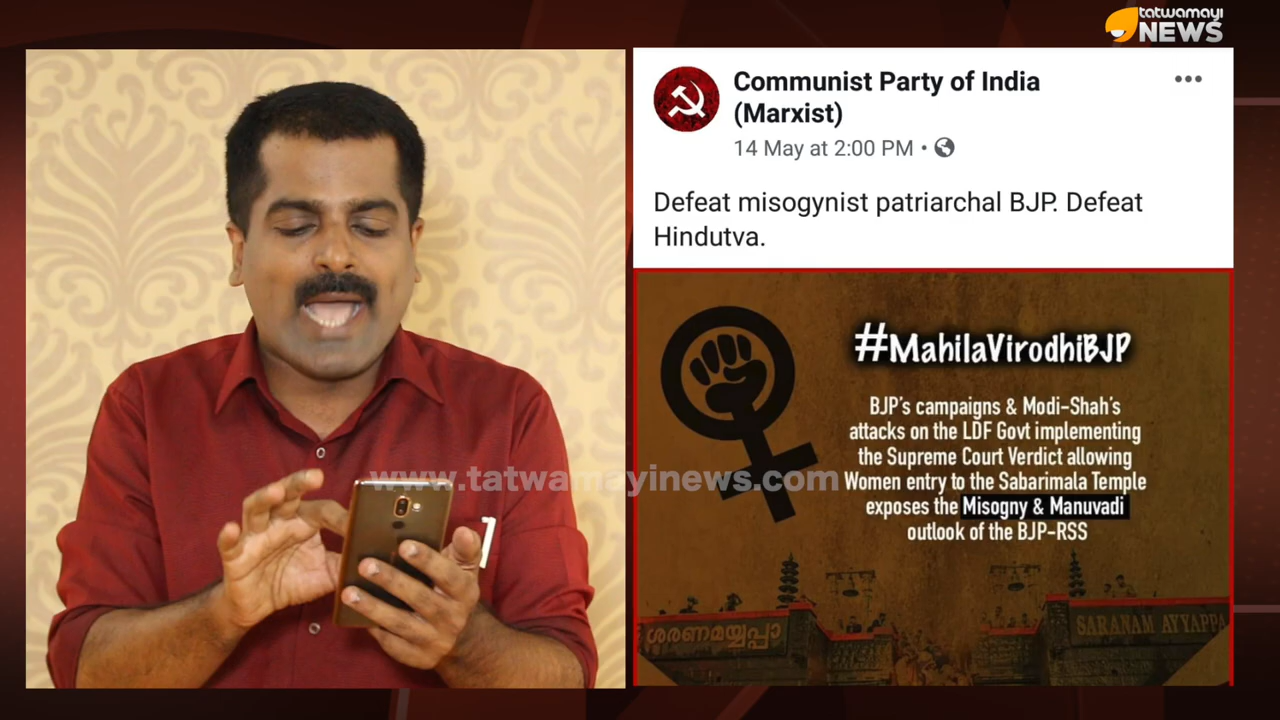 tatwamayi
NEWS
Communist Party of India
(Marxist)
14 May at 2:00 PM •
Defeat misogynist patriarchal BJP. Defeat
Hindutva.
#MahilaVirodhiBJP
BJP's campaigns & Modi-Shah's
attacks on the LDF Govt implementing
the Supreme Court Verdict allowing
Women entry to the Sabarimala Temple
exposes the Misogny & Manuvadi
outlook of the BJP-RSS
www.tatwamayinews.com
ശരണമയ്യപ്പാ
SARANAM AYYAPPA